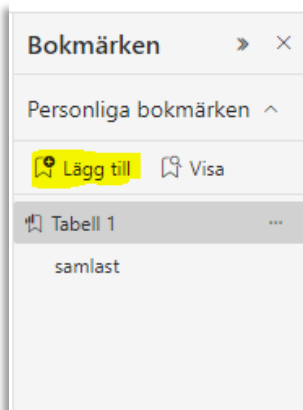 Bokmärken
Personliga bokmärken
Lägg till Visa
Tabell 1
samlast